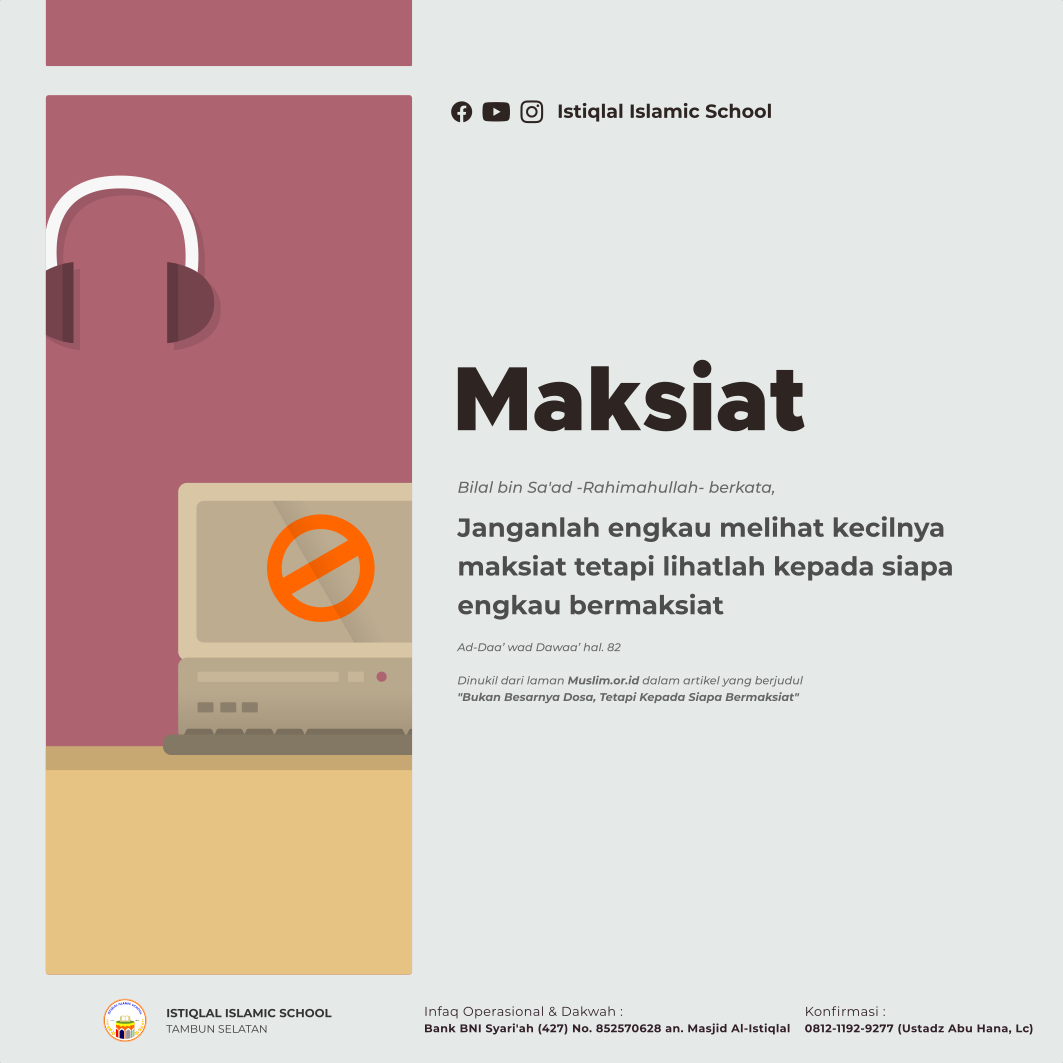 Istiqlal Islamic School
Maksiat
Bilal bin Sa'ad -Rahimahullah- berkata,
Janganlah engkau melihat kecilnya
maksiat tetapi lihatlah kepada siapa
engkau bermaksiat
Ad-Daa’ wad Dawaa’ hal. 82
Dinukil dari laman Muslim.or.id dalam artikel yang berjudul
"Bukan Besarnya Dosa, Tetapi Kepada Siapa Bermaksiat"
ISTIQLAL ISLAMIC SCHOOL
TAMBUN SELATAN
Infaq Operasional & Dakwah :
Bank BNI Syari'ah (427) No. 852570628 an. Masjid Al-Istiqlal
Konfirmasi :
0812-1192-9277 (Ustadz Abu Hana, Lc)